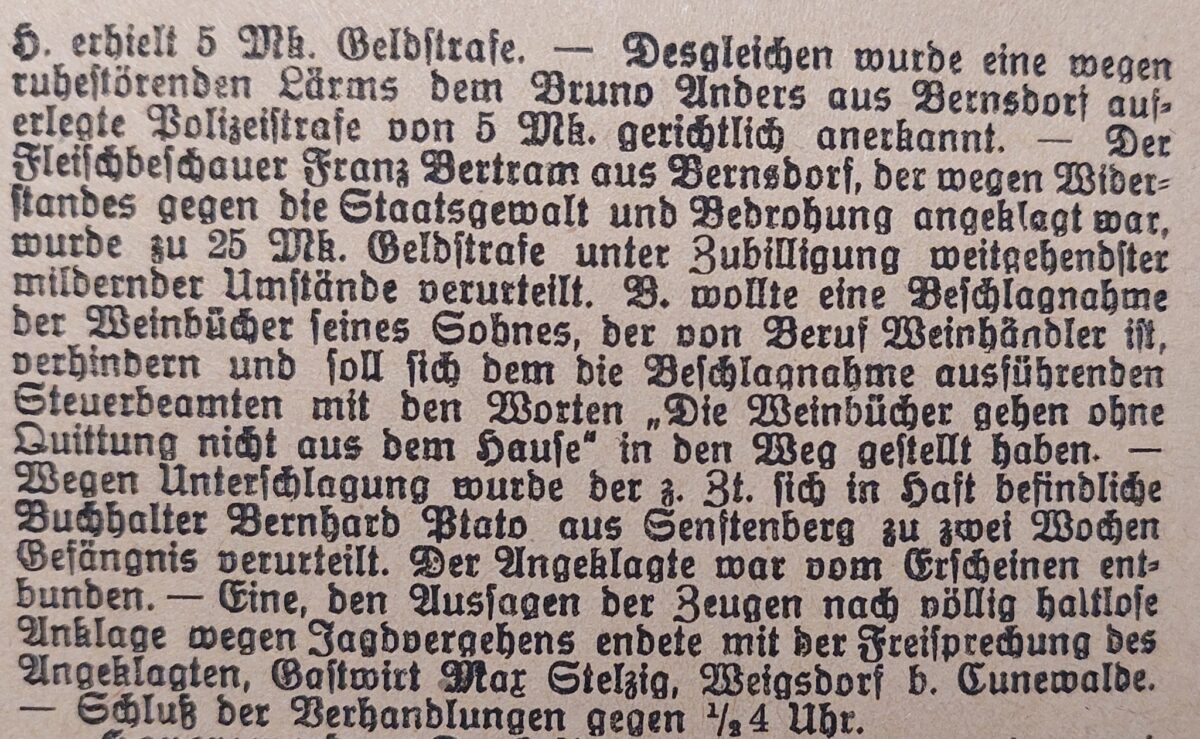 H. erhielt 5 Mk. Geldstrafe. — Desgleichen wurde eine wegen
ruhestörenden Lärms dem Bruno Anders aus Bernsdorf auf-
erlegte Polizeistrafe von 5 Mk. gerichtlich anerkannt. — Der
Fleischbeschauer Franz Bertram aus Bernsdorf, der wegen Wider-
standes gegen die Staatsgewalt und Bedrohung angeklagt war,
wurde zu 25 Mk. Geldstrafe unter Zubilligung weitgehendster
mildernder Umstände verurteilt. B. wollte eine Beschlagnahme
der Weinbücher seines Sohnes, der von Beruf Weinhändler ist,
verhindern und soll sich dem die Beschlagnahme ausführenden
Steuerbeamten mit den Worten „Die Weinbücher gehen ohne
Quittung nicht aus dem Hause“ in den Weg gestellt haben. —
Wegen Unterschlagung wurde der z. Zt. sich in Haft befindliche
Buchhalter Bernhard Plato aus Senftenberg zu zwei Wochen
Gefängnis verurteilt. Der Angeklagte war vom Erscheinen ent-
bunden. — Eine, den Aussagen der Zeugen nach völlig haltlose
Anklage wegen Jagdvergehens endete mit der Freisprechung des
Angeklagten, Gastwirt Max Stelzig, Weigsdorf b. Cunewalde.
— Schluß der Verhandlungen gegen ½4 Uhr.